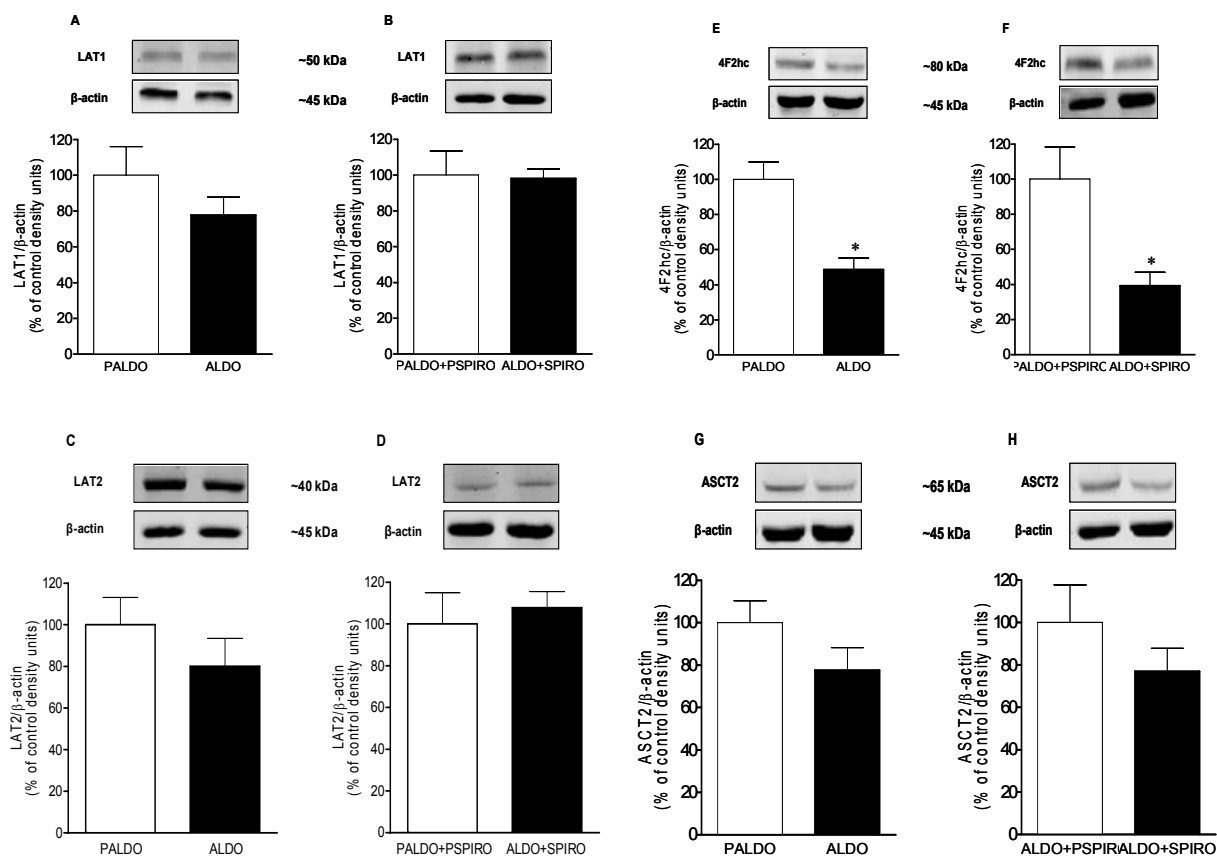 A
LAT1
~50 kDa
β-actin
~45 kDa
LAT1/β-actin
(% of control density units)
120
100
80
60
40
20
0
PALDO
ALDO
B
LAT1
β-actin
LAT1/β-actin
(% of control density units)
120
100
80
60
40
20
0
PALDO+PSPIRO
ALDO+SPIRO
E
4F2hc
~80 kDa
β-actin
~45 kDa
4F2hc/β-actin
(% of control density units)
120
100
80
60
40
20
0
*
PALDO
ALDO
F
4F2hc
β-actin
4F2hc/β-actin
(% of control density units)
120
100
80
60
40
20
0
*
PALDO+PSPIRO
ALDO+SPIRO
C
LAT2
~40 kDa
β-actin
~45 kDa
LAT2/β-actin
(% of control density units)
120
100
80
60
40
20
0
PALDO
ALDO
D
LAT2
β-actin
LAT2/β-actin
(% of control density units)
120
100
80
60
40
20
0
PALDO+PSPIRO
ALDO+SPIRO
G
ASCT2
~65 kDa
β-actin
~45 kDa
ASCT2/β-actin
(% of control density units)
120
100
80
60
40
20
0
PALDO
ALDO
H
ASCT2
β-actin
ASCT2/β-actin
(% of control density units)
120
100
80
60
40
20
0
ALDO+PSPIR
ALDO+SPIRO